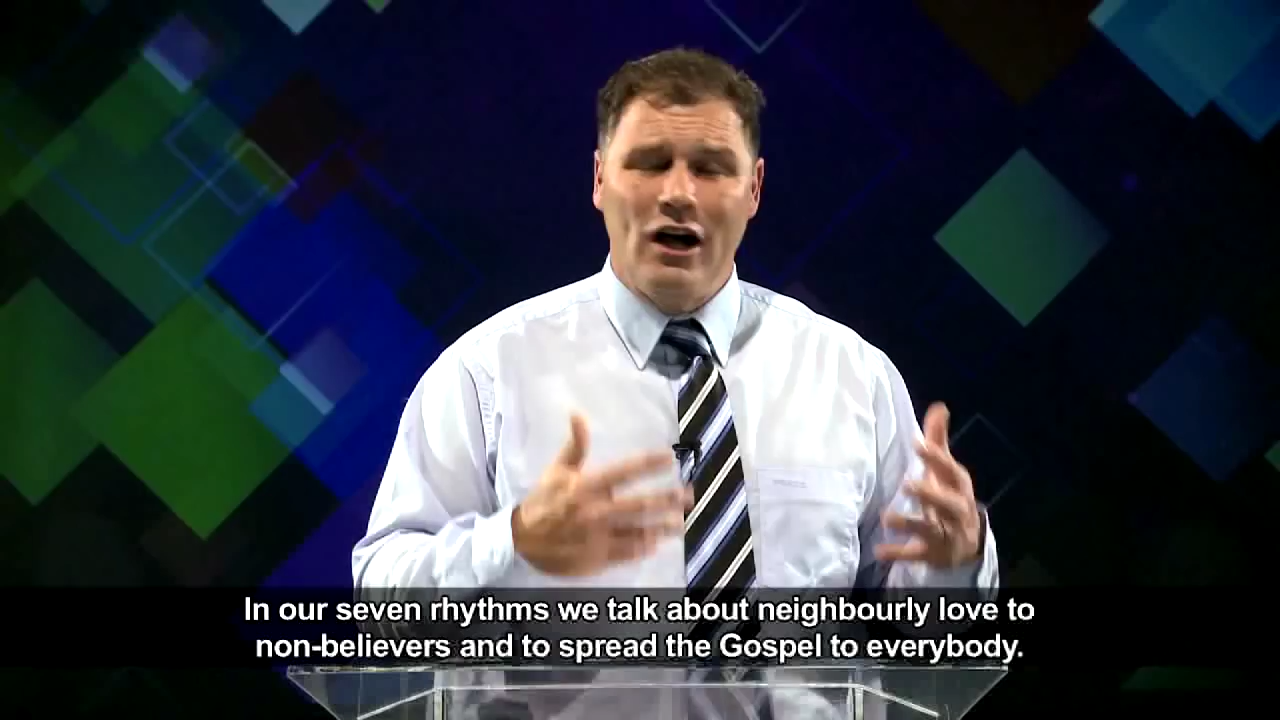 In our seven rhythms we talk about neighbourly love to
non-believers and to spread the Gospel to everybody.